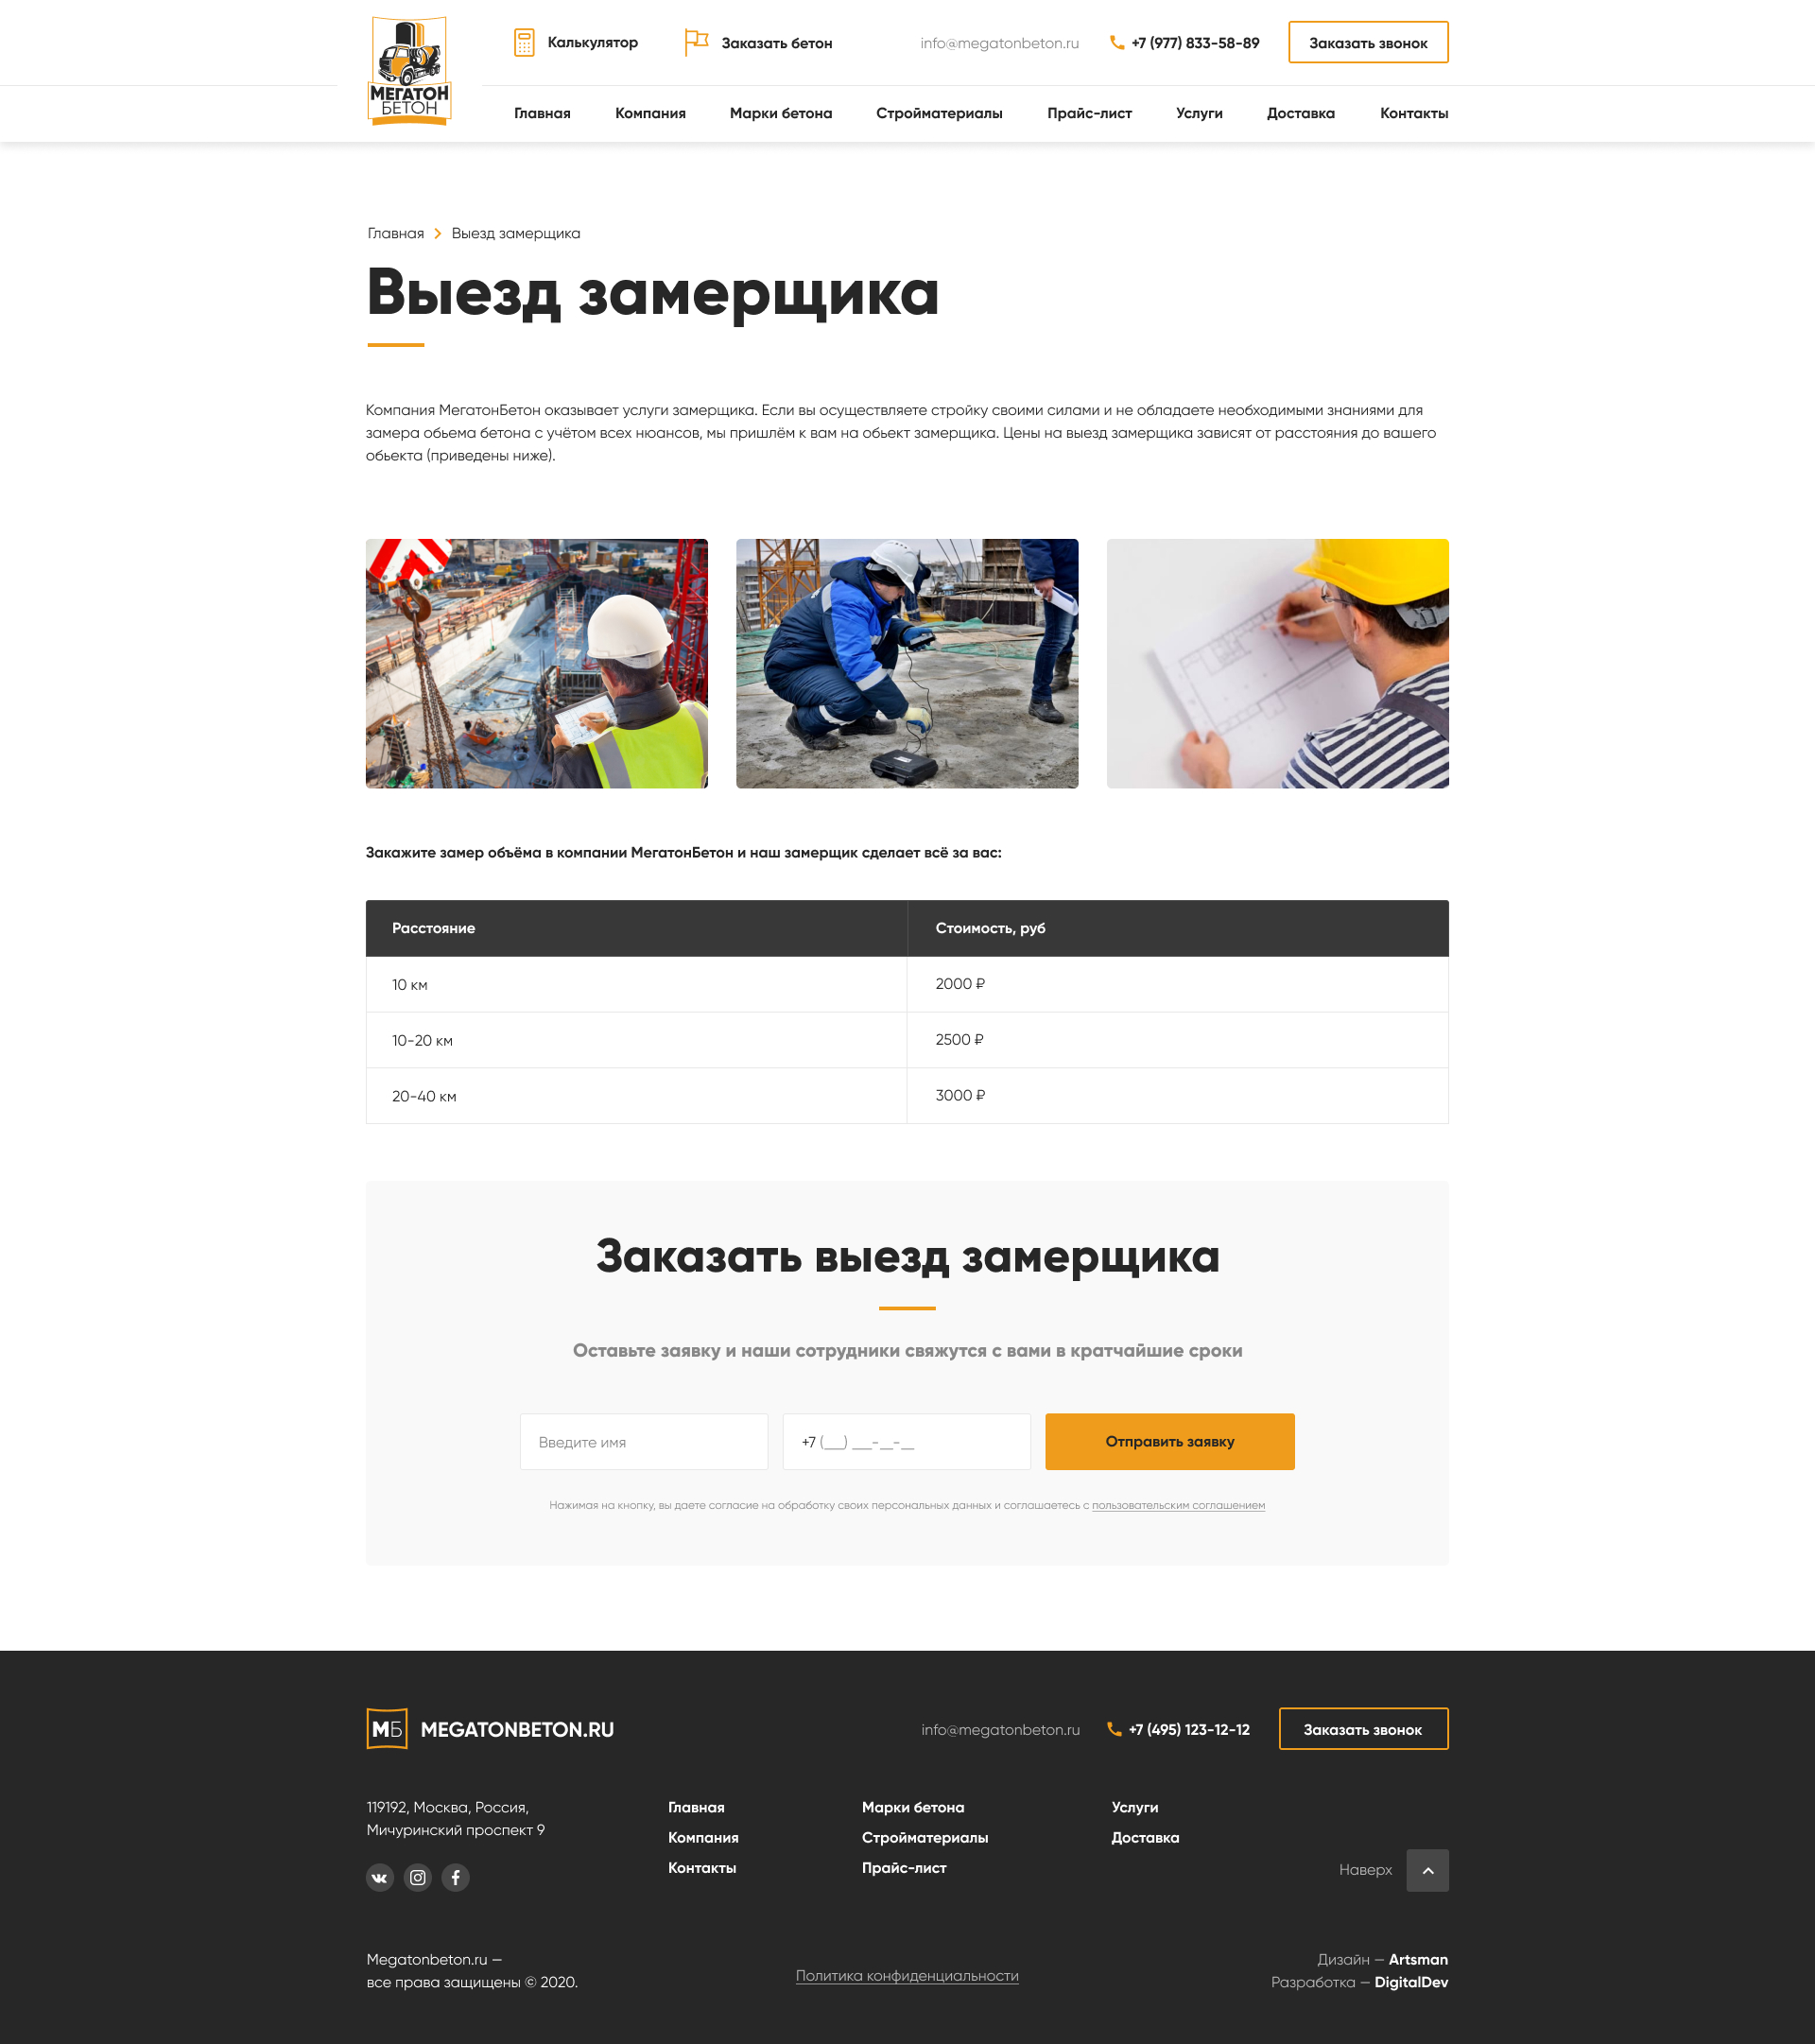 МЕГАТОН
БЕТОН
Калькулятор
Заказать бетон
info@megatonbeton.ru
+7 (977) 833-58-89
Заказать звонок
Главная
Компания
Марки бетона
Стройматериалы
Прайс-лист
Услуги
Доставка
Контакты
Главная > Выезд замерщика
Выезд замерщика
Компания МегатонБетон оказывает услуги замерщика. Если вы осуществляете стройку своими силами и не обладаете необходимыми знаниями для
замера обьема бетона с учётом всех нюансов, мы пришлём к вам на обьект замерщика. Цены на выезд замерщика зависят от расстояния до вашего
обьекта (приведены ниже).
Закажите замер объёма в компании МегатонБетон и наш замерщик сделает всё за вас:
Расстояние
Стоимость, руб
10 км
2000 ₽
10-20 км
2500 ₽
20-40 км
3000 ₽
Заказать выезд замерщика
Оставьте заявку и наши сотрудники свяжутся с вами в кратчайшие сроки
Введите имя
+7 (___) ___-__-__
Отправить заявку
Нажимая на кнопку, вы даете согласие на обработку своих персональных данных и соглашаетесь с пользовательским соглашением
МБ
MEGATONBETON.RU
info@megatonbeton.ru
+7 (495) 123-12-12
Заказать звонок
119192, Москва, Россия,
Мичуринский проспект 9
Главная
Компания
Контакты
Марки бетона
Стройматериалы
Прайс-лист
Услуги
Доставка
Наверх
Megatonbeton.ru —
все права защищены © 2020.
Политика конфиденциальности
Дизайн — Artsman
Разработка — DigitalDev